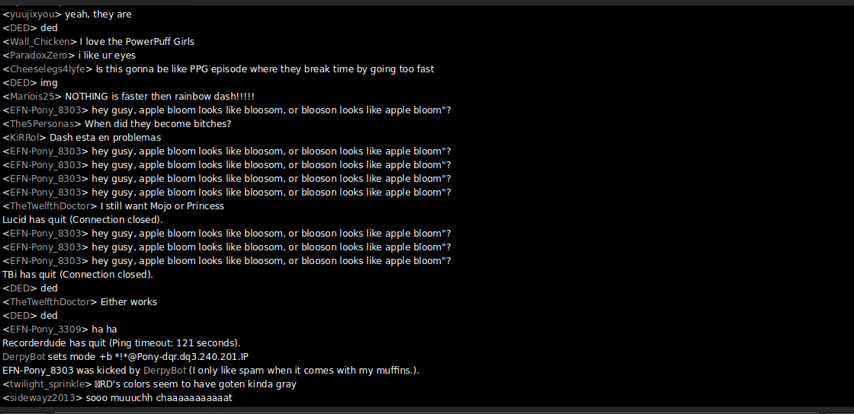 <yuujixyou> yeah, they are
<DED> ded
<Wall_Chicken> I love the PowerPuff Girls
<ParadoxZero> i like ur eyes
<Cheeselegs4lyfe> Is this gonna be like PPG episode where they break time by going too fast
<DED> img
<Mariois25> NOTHING is faster then rainbow dash!!!!!
<EFN-Pony_8303> hey gusy, apple bloom looks like bloosom, or blooson looks like apple bloom"?
<The5Personas> When did they become bitches?
<KiRRol> Dash esta en problemas
<EFN-Pony_8303> hey gusy, apple bloom looks like bloosom, or blooson looks like apple bloom"?
<EFN-Pony_8303> hey gusy, apple bloom looks like bloosom, or blooson looks like apple bloom"?
<EFN-Pony_8303> hey gusy, apple bloom looks like bloosom, or blooson looks like apple bloom"?
<EFN-Pony_8303> hey gusy, apple bloom looks like bloosom, or blooson looks like apple bloom"?
<TheTwelfthDoctor> I still want Mojo or Princess
Lucid has quit (Connection closed).
<EFN-Pony_8303> hey gusy, apple bloom looks like bloosom, or blooson looks like apple bloom"?
<EFN-Pony_8303> hey gusy, apple bloom looks like bloosom, or blooson looks like apple bloom"?
<EFN-Pony_8303> hey gusy, apple bloom looks like bloosom, or blooson looks like apple bloom"?
TBi has quit (Connection closed).
<DED> ded
<TheTwelfthDoctor> Either works
<DED> ded
<EFN-Pony_3309> ha ha
Recorderdude has quit (Ping timeout: 121 seconds).
DerpyBot sets mode +b *!*@Pony-dqr.dq3.240.201.IP
EFN-Pony_8303 was kicked by DerpyBot (I only like spam when it comes with my muffins.).
<twilight_sprinkle> RD's colors seem to have goten kinda gray
<sidewayz2013> sooo muuuchh chaaaaaaaaaat